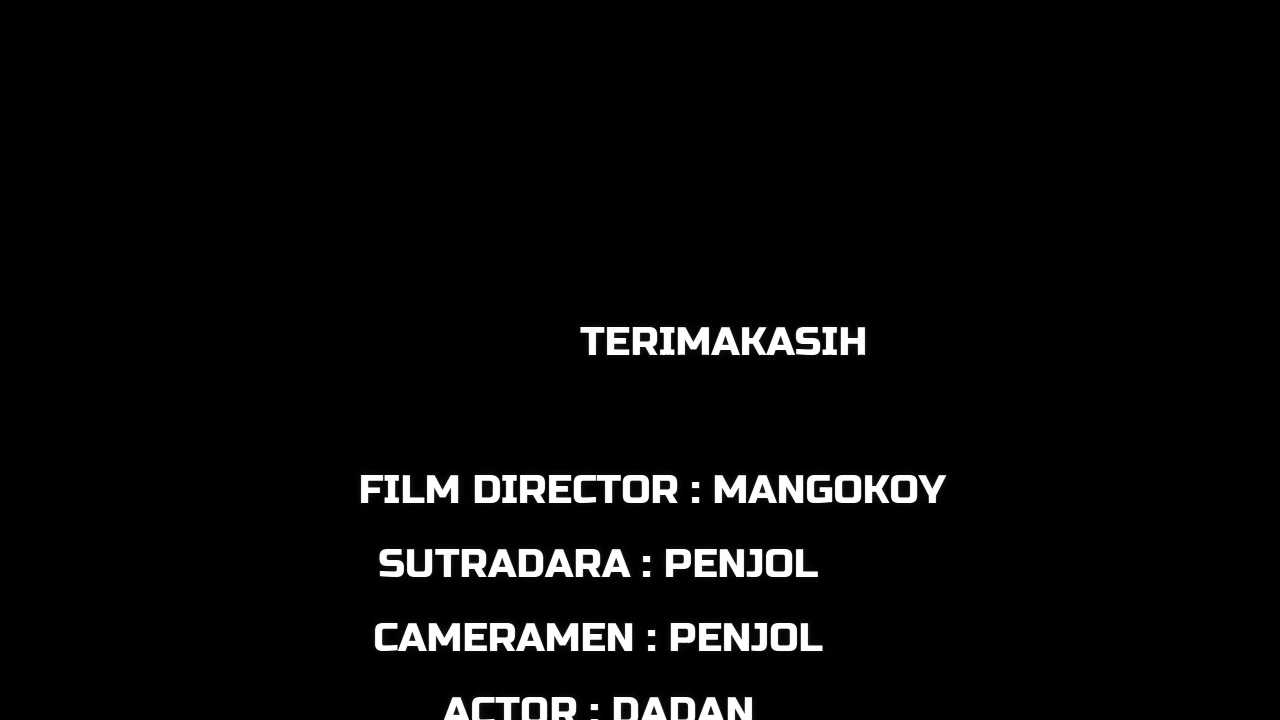 TERIMAKASIH
FILM DIRECTOR : MANGOKOY
SUTRADARA : PENJOL
CAMERAMEN : PENJOL
ACTOR : DADAN